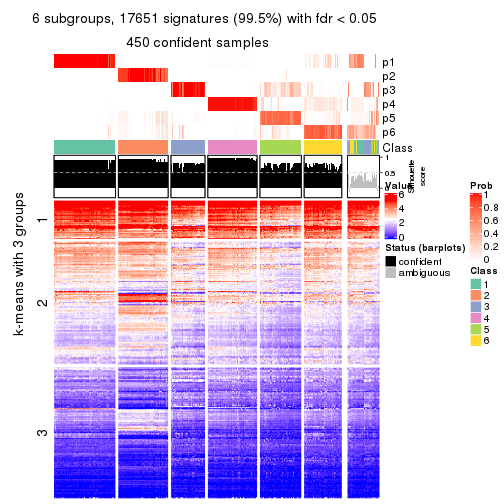 6 subgroups, 17651 signatures (99.5%) with fdr < 0.05
450 confident samples
p1
p2
p3
p4
p5
p6
Class
1
0.5
0
Silhouette
score
k-means with 3 groups
1
2
3
Value
6
4
2
0
Status (barplots)
confident
ambiguous
Prob
1
0.8
0.6
0.4
0.2
0
Class
1
2
3
4
5
6